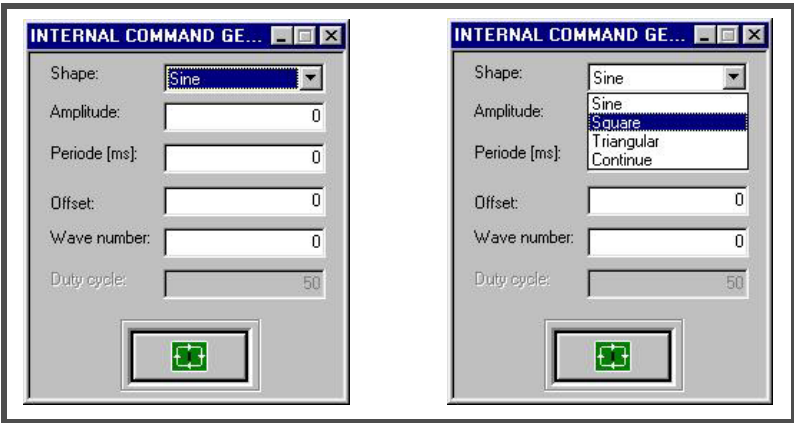 INTERNAL COMMAND GE...
Shape:
Sine
Amplitude:
0
Periode [ms]:
0
Offset:
0
Wave number:
0
Duty cycle:
50
INTERNAL COMMAND GE...
Shape:
Sine
Amplitude:
Sine
Square
Triangular
Periode [ms]:
Continue
Offset:
0
Wave number:
0
Duty cycle:
50